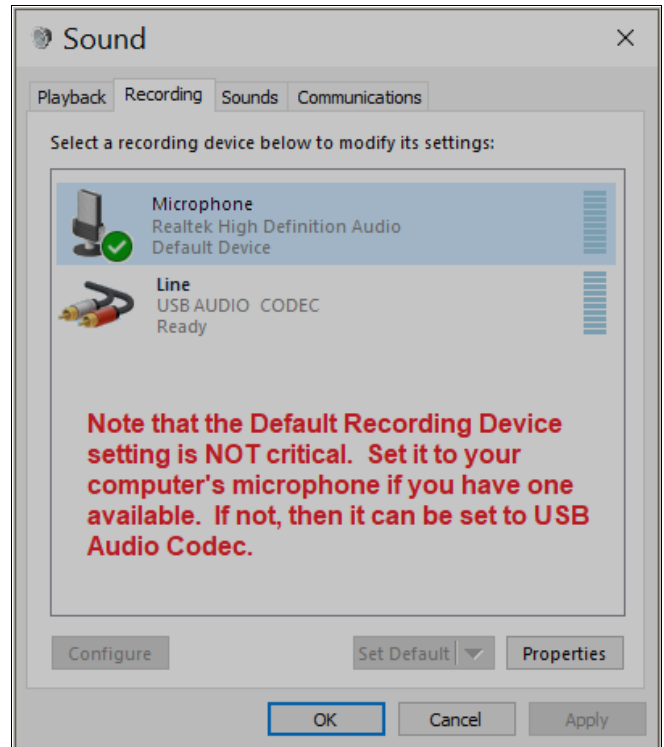 Sound
Playback Recording Sounds Communications
Select a recording device below to modify its settings:
Microphone
Realtek High Definition Audio
Default Device
Line
USB AUDIO CODEC
Ready
Note that the Default Recording Device
setting is NOT critical. Set it to your
computer's microphone if you have one
available. If not, then it can be set to USB
Audio Codec.
Configure Set Default Properties
OK Cancel Apply